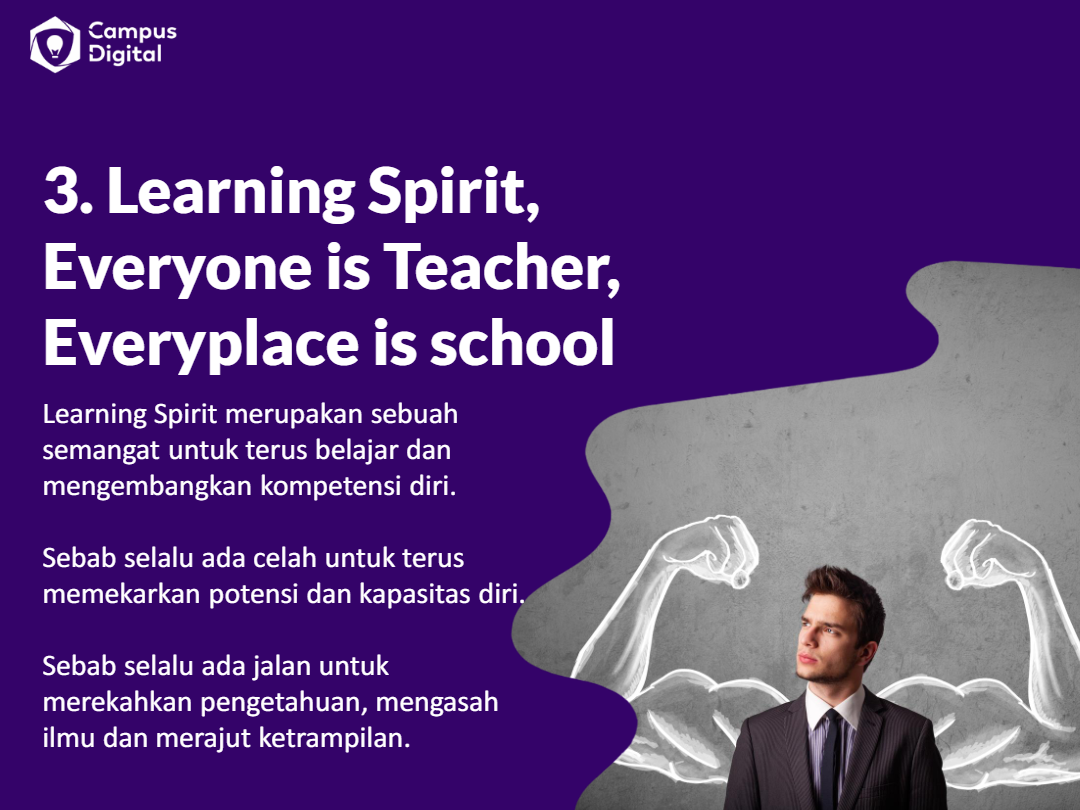 Campus
Digital
3. Learning Spirit,
Everyone is Teacher,
Everyplace is school
Learning Spirit merupakan sebuah
semangat untuk terus belajar dan
mengembangkan kompetensi diri.
Sebab selalu ada celah untuk terus
memekarkan potensi dan kapasitas diri.
Sebab selalu ada jalan untuk
merekahkan pengetahuan, mengasah
ilmu dan merajut ketrampilan.